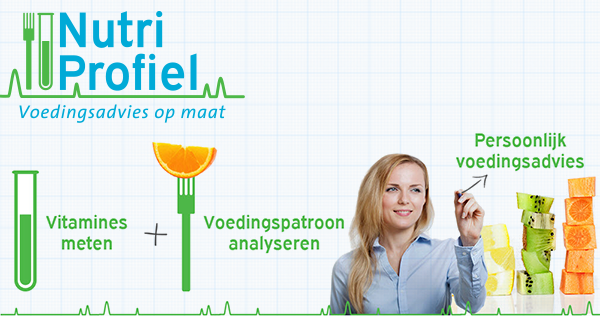 Nutri
Profiel
Voedingsadvies op maat
Vitamines
meten
+
Voedingspatroon
analyseren
Persoonlijk
voedingsadvies